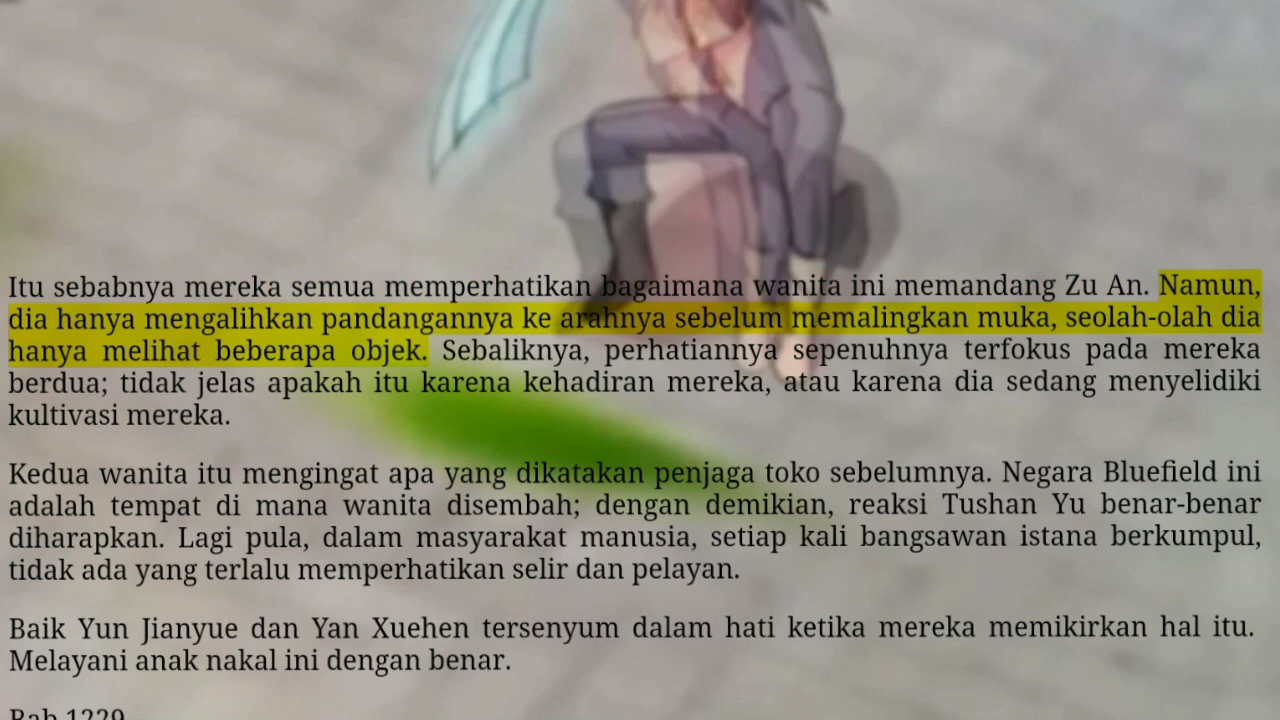 Itu sebabnya mereka semua memperhatikan bagaimana wanita ini memandang Zu An. Namun,
dia hanya mengalihkan pandangannya ke arahnya sebelum memalingkan muka, seolah-olah dia
hanya melihat beberapa objek. Sebaliknya, perhatiannya sepenuhnya terfokus pada mereka
berdua; tidak jelas apakah itu karena kehadiran mereka, atau karena dia sedang menyelidiki
kultivasi mereka.
Kedua wanita itu mengingat apa yang dikatakan penjaga toko sebelumnya. Negara Bluefield ini
adalah tempat di mana wanita disembah; dengan demikian, reaksi Tushan Yu benar-benar
diharapkan. Lagi pula, dalam masyarakat manusia, setiap kali bangsawan istana berkumpul,
tidak ada yang terlalu memperhatikan selir dan pelayan.
Baik Yun Jianyue dan Yan Xuehen tersenyum dalam hati ketika mereka memikirkan hal itu.
Melayani anak nakal ini dengan benar.
Bab 1229